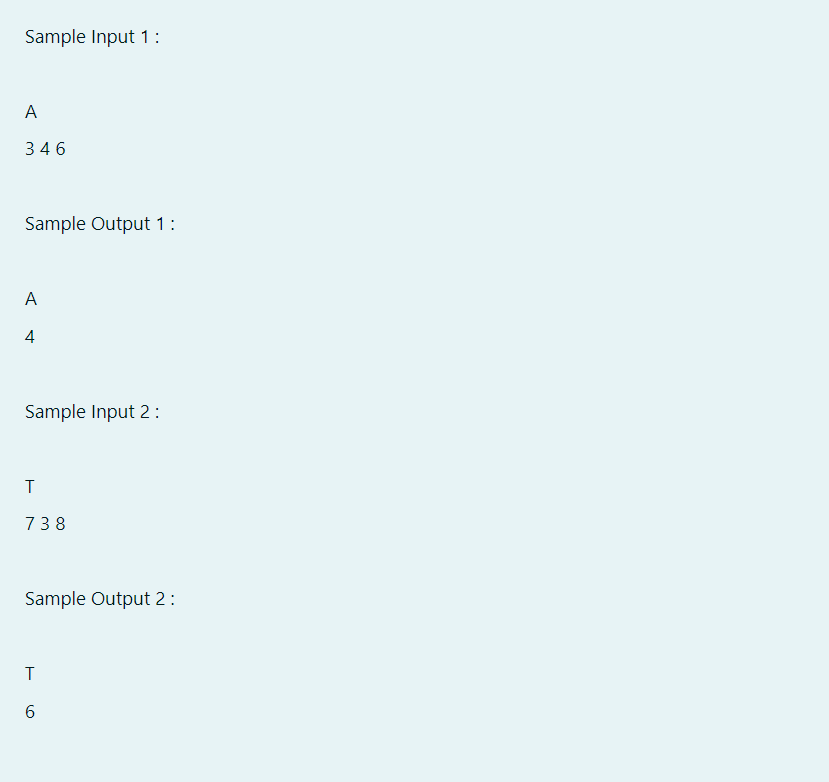 Sample Input 1 :
A
3 4 6
Sample Output 1 :
A
4
Sample Input 2 :
T
7 3 8
Sample Output 2 :
T
6